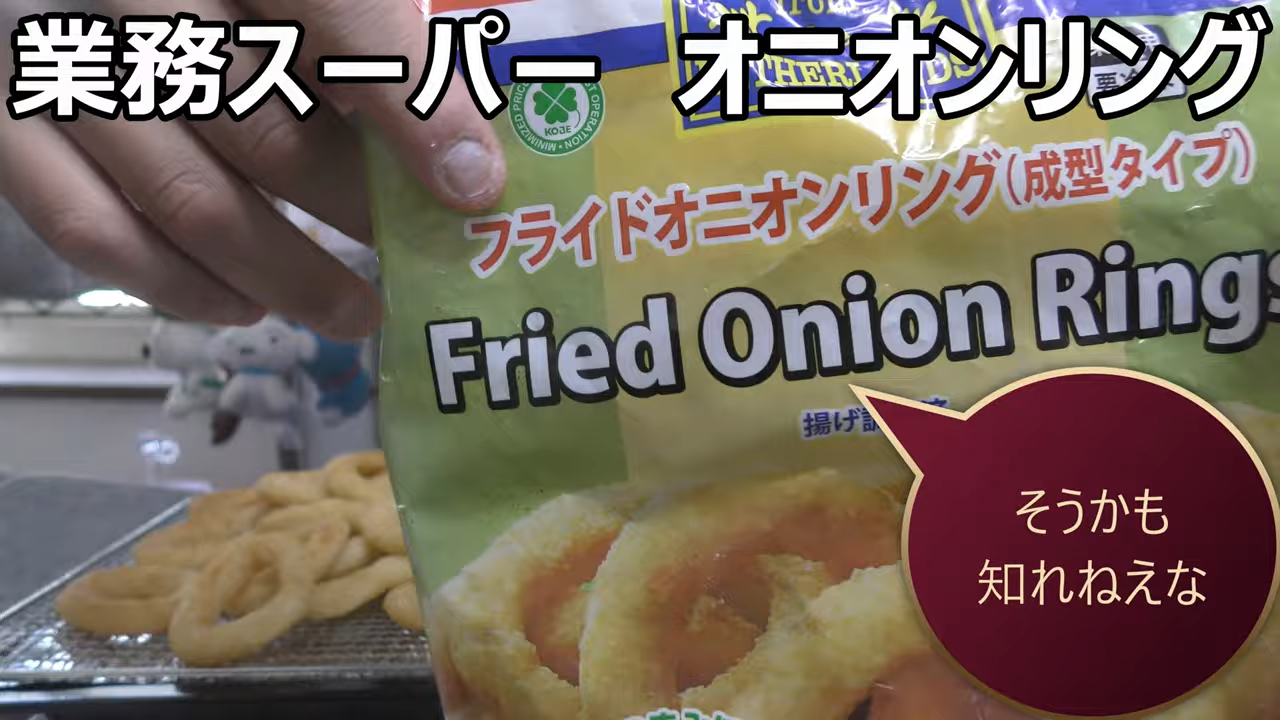 業務スーパー オニオンリング
KOBE
フライドオニオンリング(成型タイプ)
Fried Onion Rings
揚げ
そうかも
知れねえな